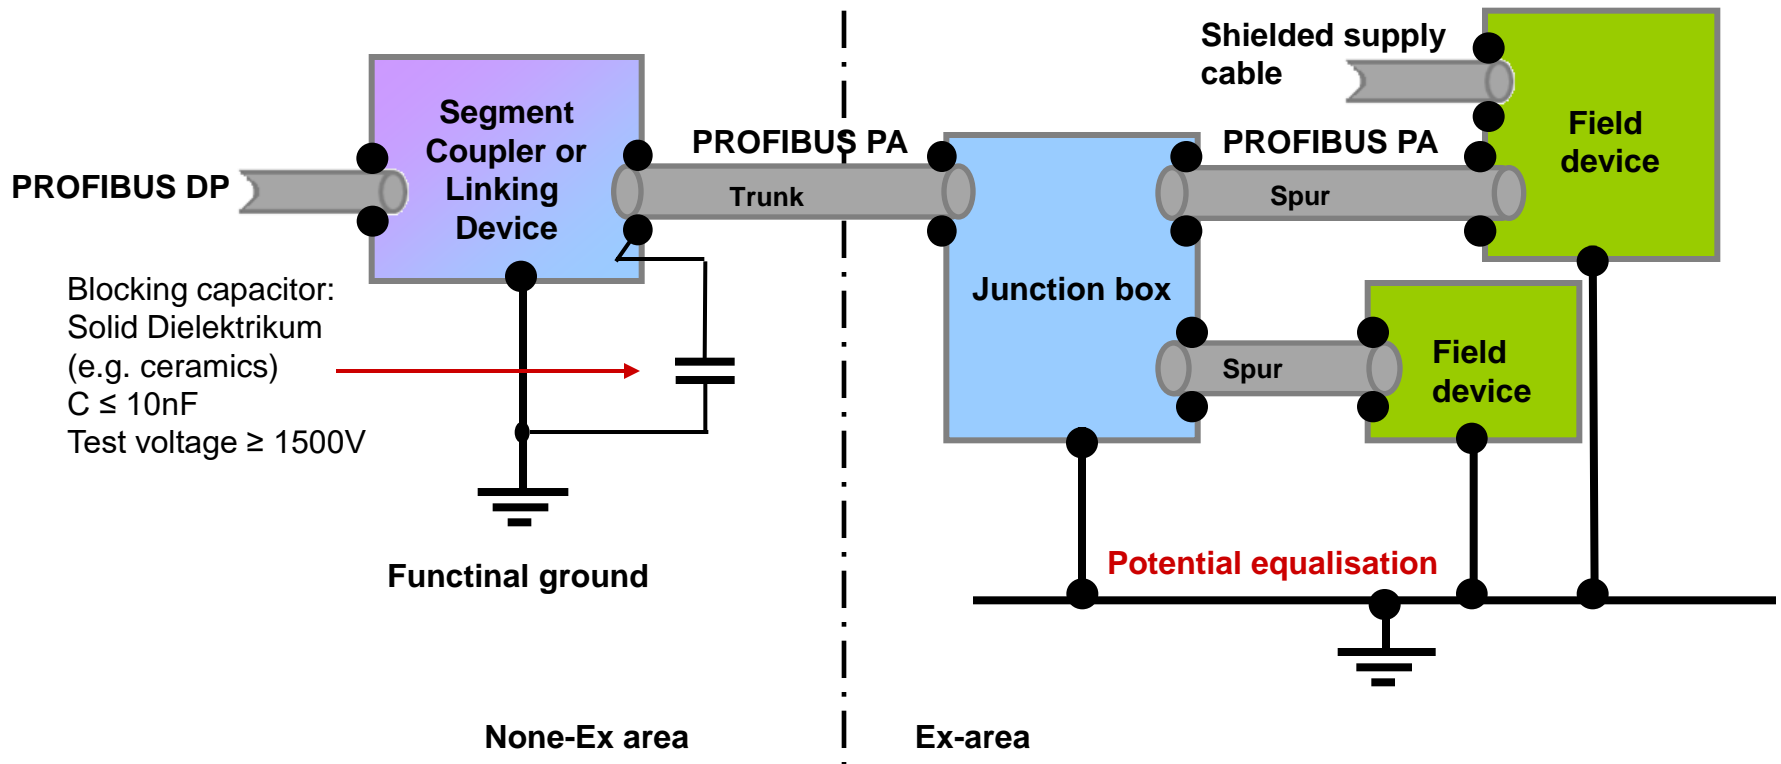 Shielded supply
cable
Segment
Coupler or
Linking
Device
Field
device
PROFIBUS PA
PROFIBUS PA
PROFIBUS DP
Trunk
Spur
Blocking capacitor:
Solid Dielektrikum
(e.g. ceramics)
C ≤ 10nF
Test voltage ≥ 1500V
Junction box
Spur
Field
device
Functinal ground
Potential equalisation
None-Ex area
Ex-area